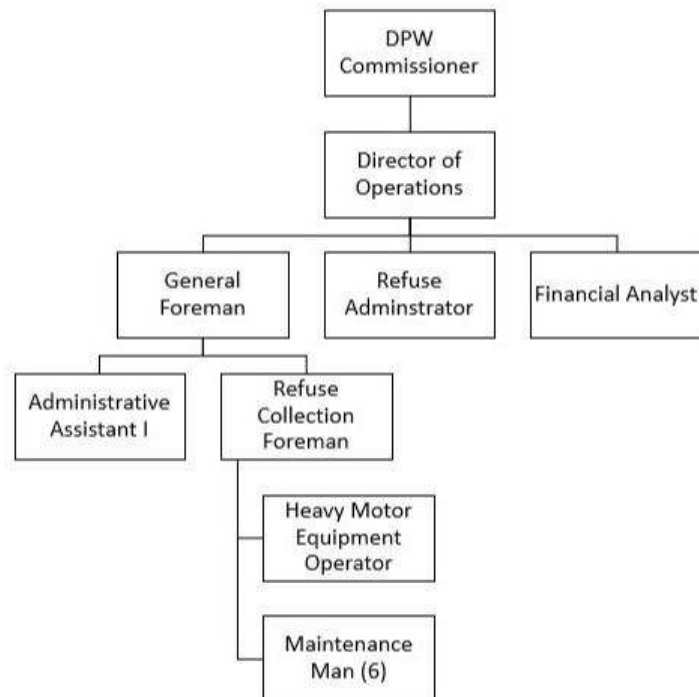 DPW
Commissioner
Director of
Operations
General
Foreman
Refuse
Adminstrator
Financial Analyst
Administrative
Assistant I
Refuse
Collection
Foreman
Heavy Motor
Equipment
Operator
Maintenance
Man (6)